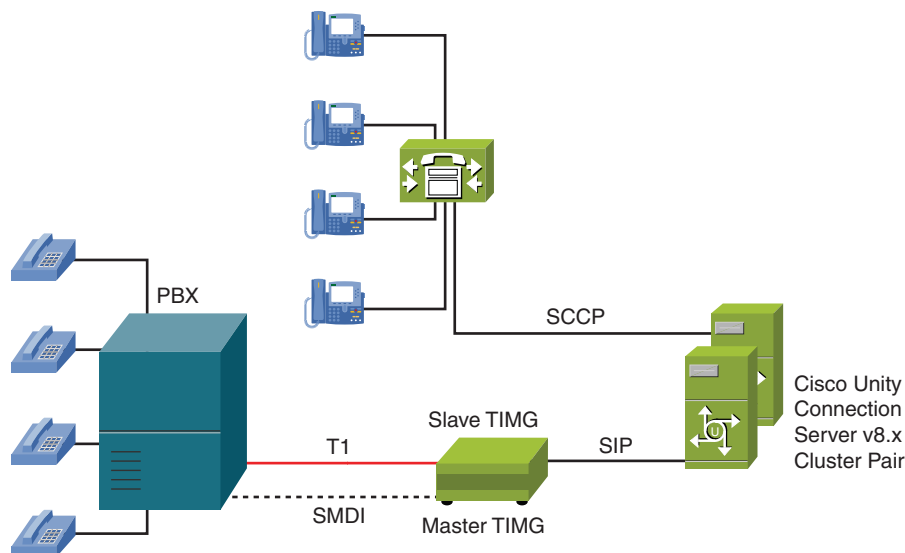 SCCP
PBX
Cisco Unity
Connection
Server v8.x
Cluster Pair
Slave TIMG
T1
SIP
SMDI
Master TIMG
U